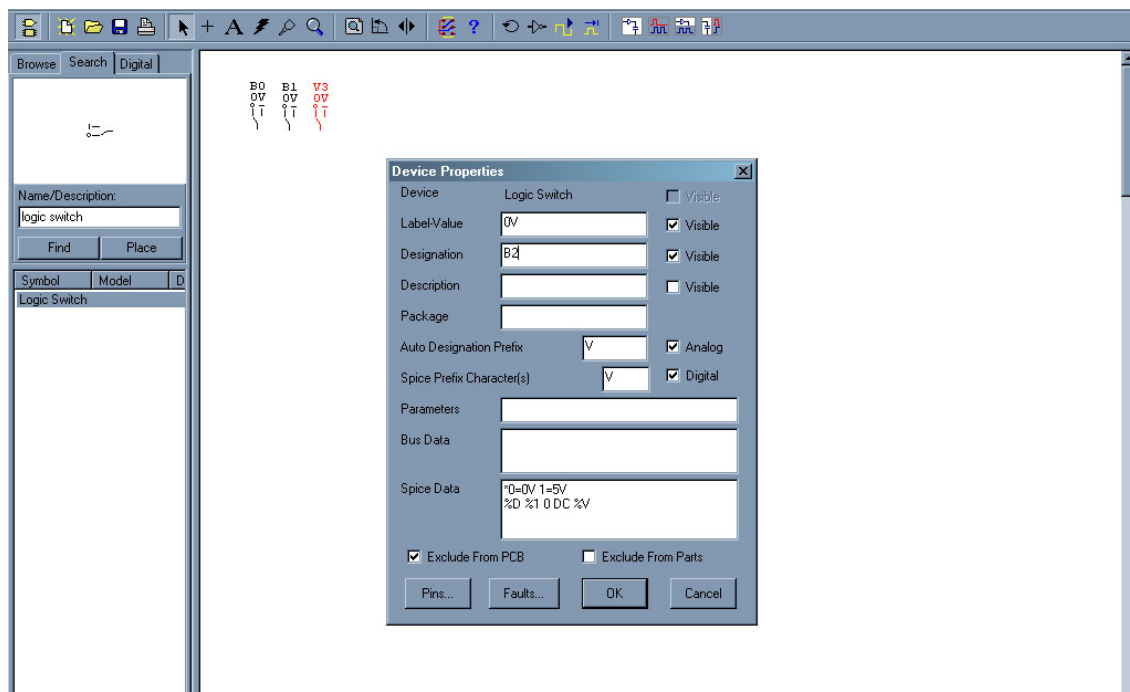 A
?
Browse Search Digital
B0 B1 V3
0V 0V 0V
Name/Description:
logic switch
Find Place
Symbol Model D
Logic Switch
Device Properties
Device Logic Switch Visible
Label-Value 0V Visible
Designation B2 Visible
Description Visible
Package
Auto Designation Prefix V Analog
Spice Prefix Character(s) V Digital
Parameters
Bus Data
Spice Data *0=0V 1=5V
%D %1 0 DC %V
Exclude From PCB Exclude From Parts
Pins... Faults... OK Cancel